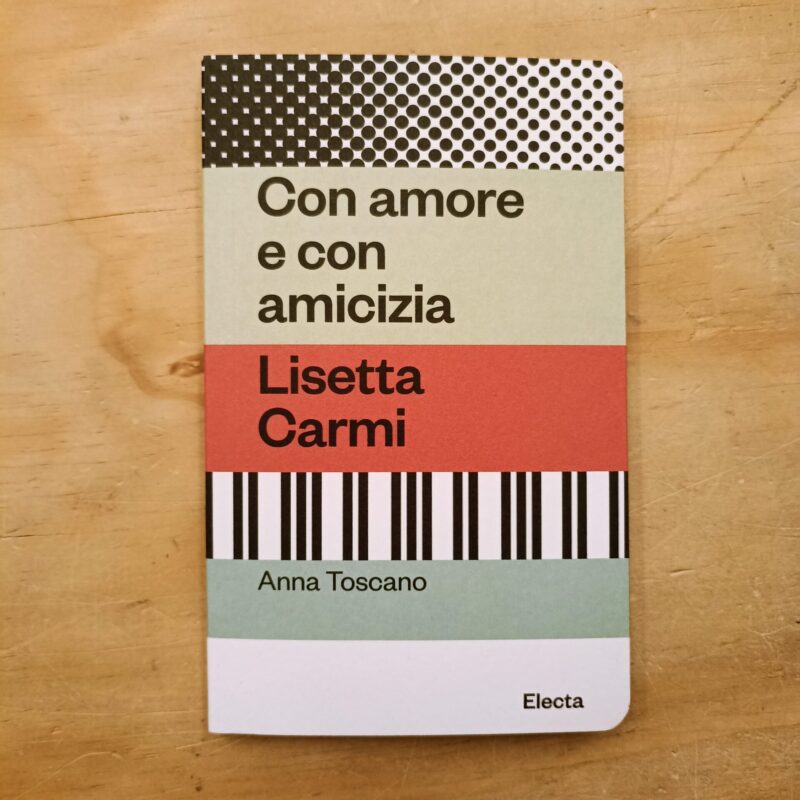 Con amore
e con
amicizia
Lisetta
Carmi
Anna Toscano
Electa